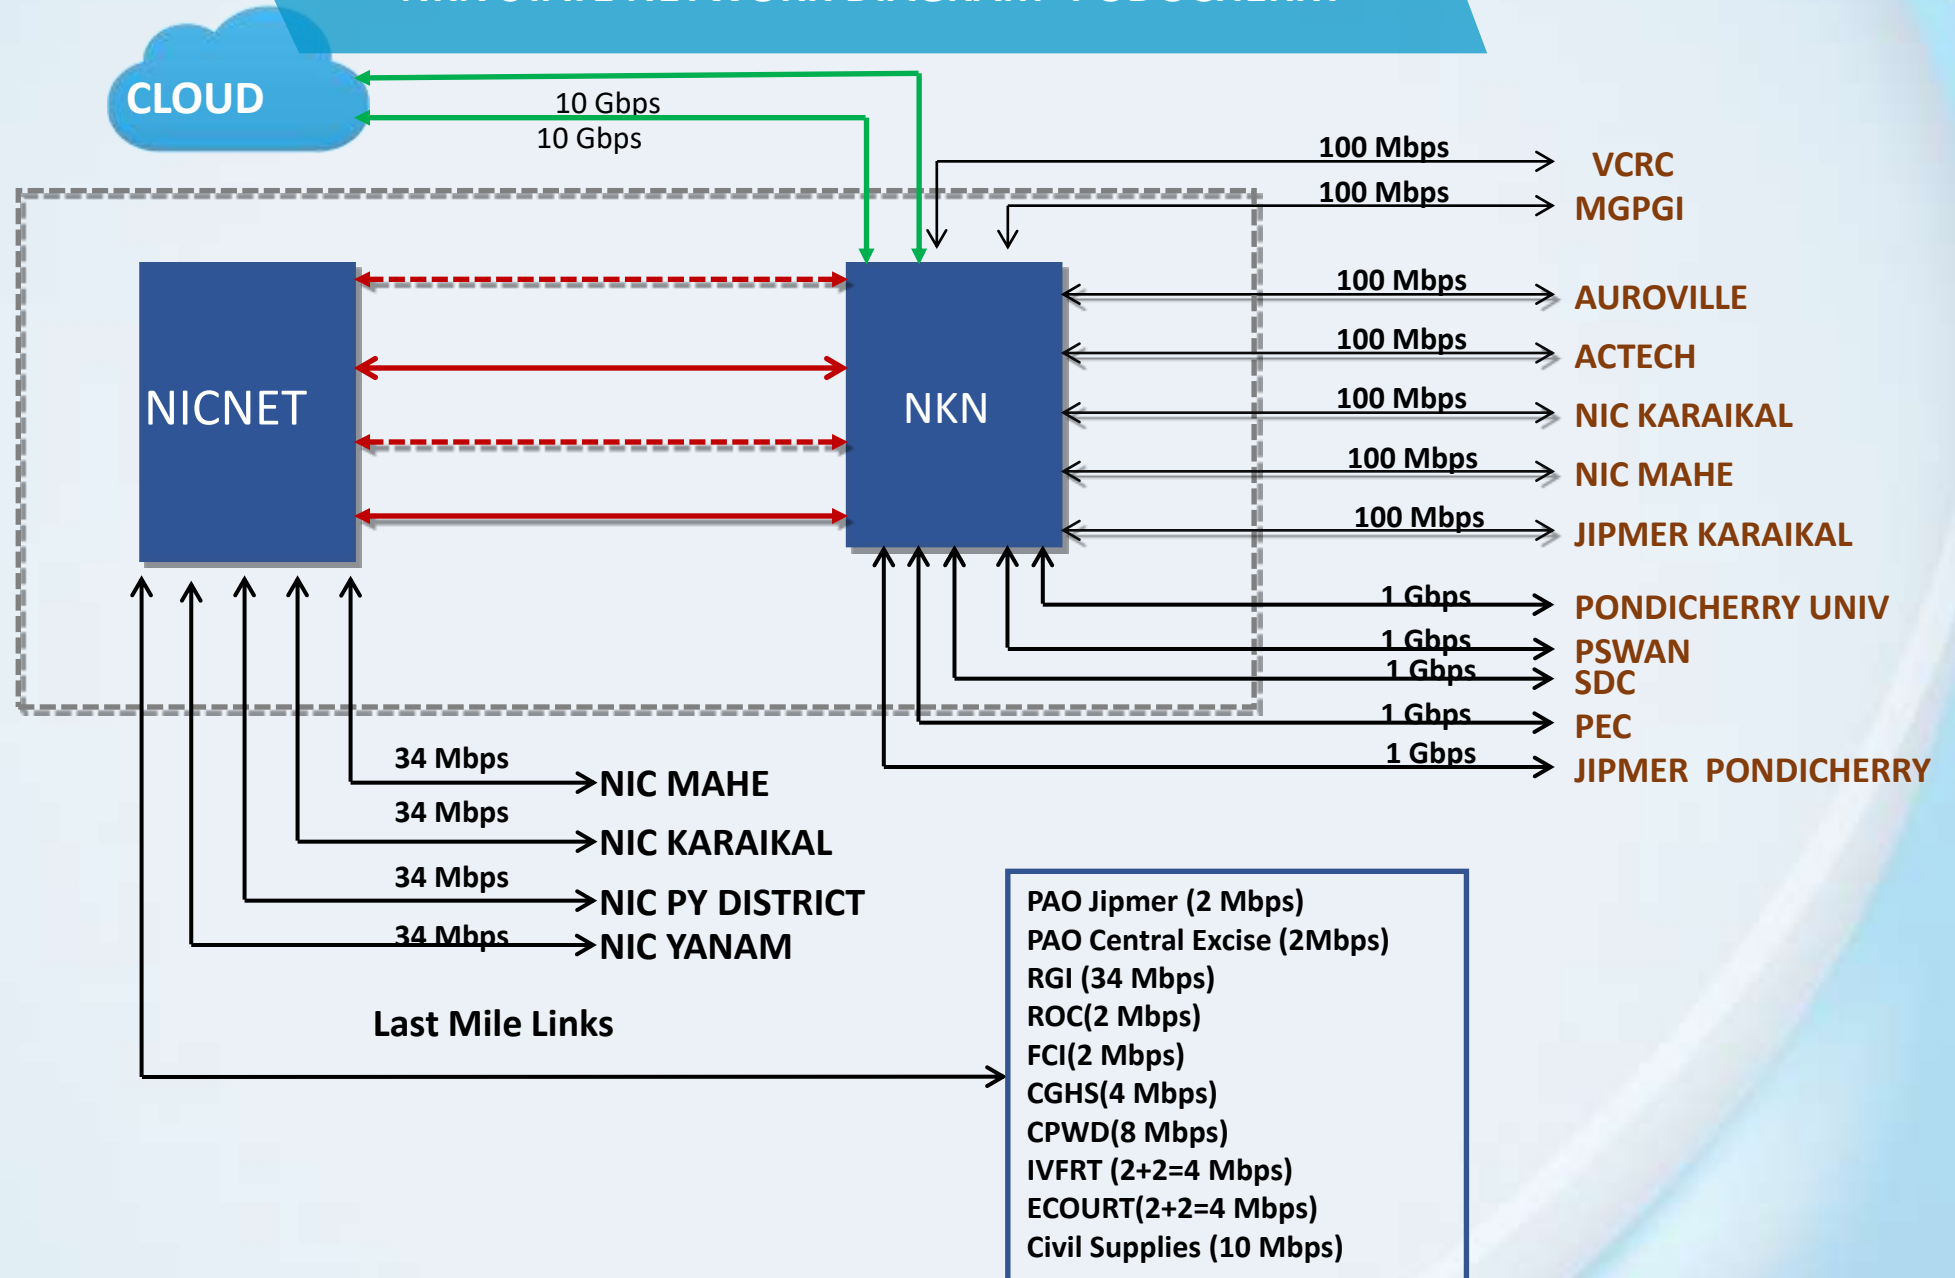 NKN STATE NETWORK DIAGRAM- PUDUCHERRY
CLOUD
10 Gbps
10 Gbps
100 Mbps
VCRC
100 Mbps
MGPGI
100 Mbps
AUROVILLE
100 Mbps
ACTECH
NICNET
NKN
100 Mbps
NIC KARAIKAL
100 Mbps
NIC MAHE
100 Mbps
JIPMER KARAIKAL
1 Gbps
PONDICHERRY UNIV
1 Gbps
PSWAN
1 Gbps
SDC
1 Gbps
PEC
1 Gbps
JIPMER PONDICHERRY
34 Mbps
NIC MAHE
34 Mbps
NIC KARAIKAL
34 Mbps
NIC PY DISTRICT
34 Mbps
NIC YANAM
Last Mile Links
PAO Jipmer (2 Mbps)
PAO Central Excise (2Mbps)
RGI (34 Mbps)
ROC(2 Mbps)
FCI(2 Mbps)
CGHS(4 Mbps)
CPWD(8 Mbps)
IVFRT (2+2=4 Mbps)
ECOURT(2+2=4 Mbps)
Civil Supplies (10 Mbps)